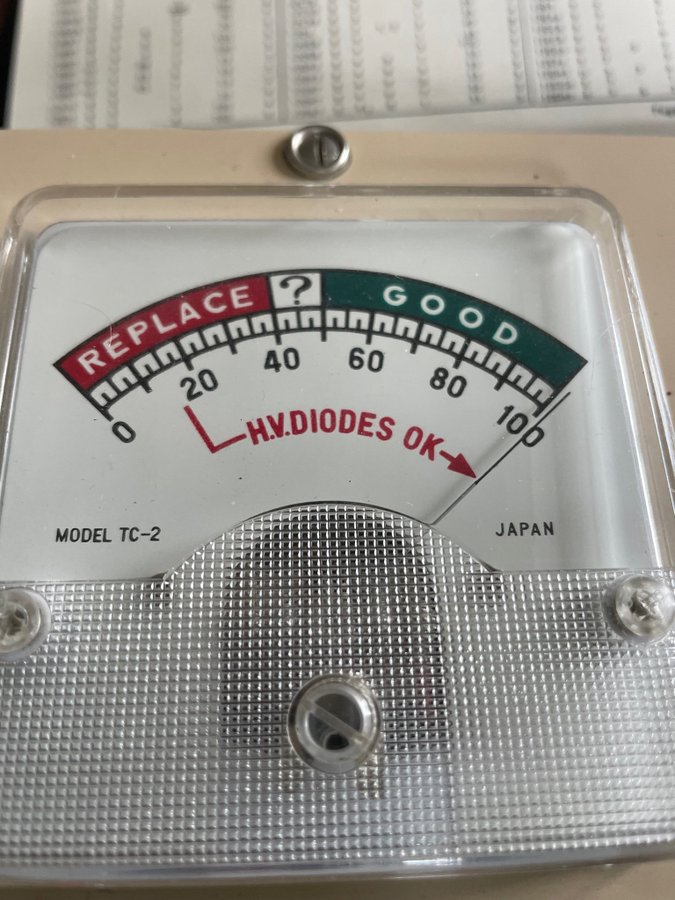 REPLACE ? GOOD
0 20 40 60 80 100
H.V.DIODES OK
MODEL TC-2
JAPAN